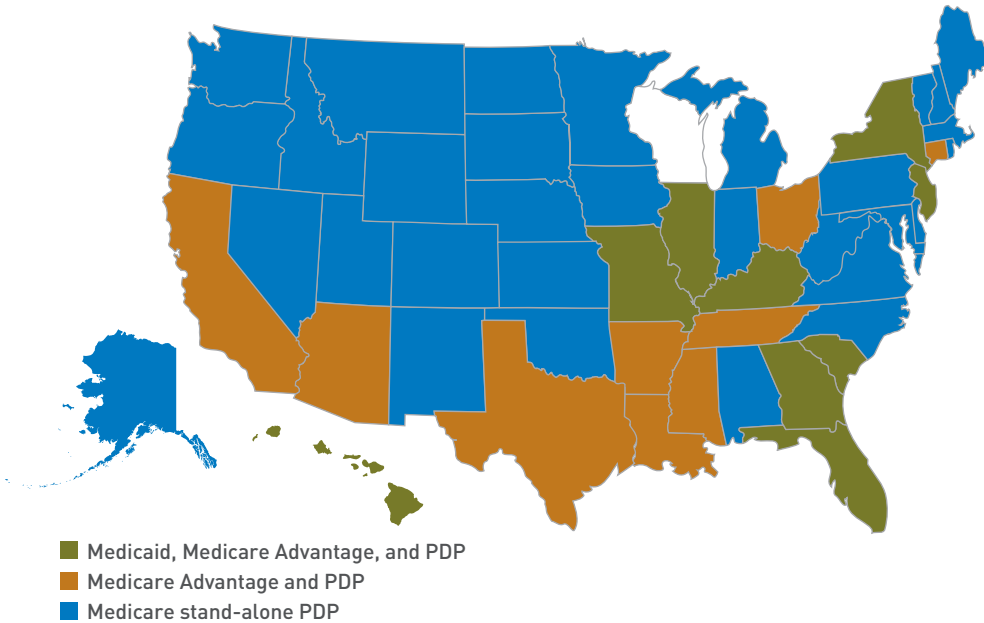 Medicaid, Medicare Advantage, and PDP
Medicare Advantage and PDP
Medicare stand-alone PDP